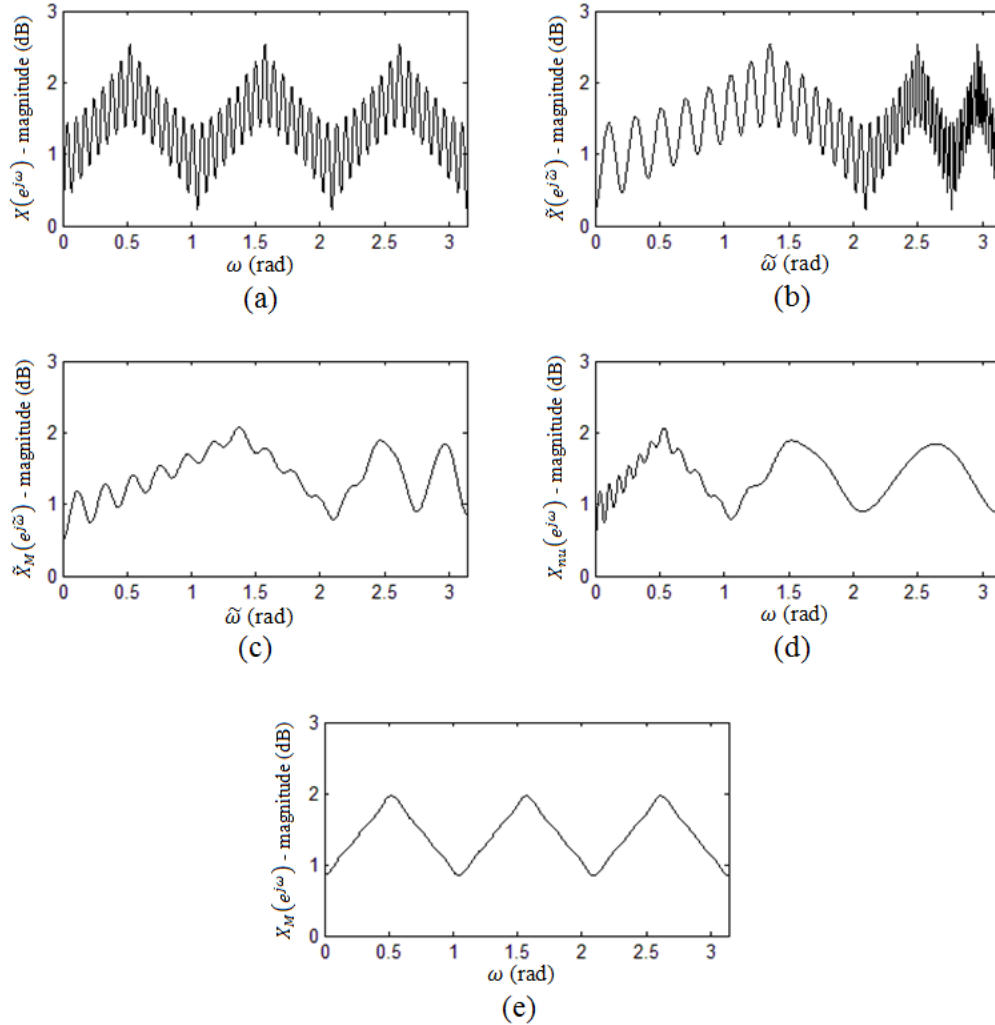 X(e^{jω}) - magnitude (dB)
3
2
1
0
0 0.5 1 1.5 2 2.5 3
ω (rad)
(a)
X̃(e^{jω̃}) - magnitude (dB)
3
2
1
0
0 0.5 1 1.5 2 2.5 3
ω̃ (rad)
(b)
X̃_M(e^{jω̃}) - magnitude (dB)
3
2
1
0
0 0.5 1 1.5 2 2.5 3
ω̃ (rad)
(c)
X_{nu}(e^{jω}) - magnitude (dB)
3
2
1
0
0 0.5 1 1.5 2 2.5 3
ω (rad)
(d)
X_M(e^{jω}) - magnitude (dB)
3
2
1
0
0 0.5 1 1.5 2 2.5 3
ω (rad)
(e)